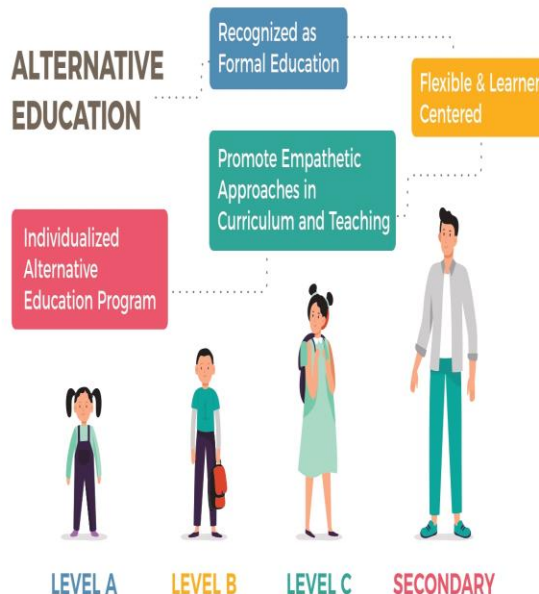 ALTERNATIVE
EDUCATION
Recognized as
Formal Education
Flexible & Learner
Centered
Promote Empathetic
Approaches in
Curriculum and Teaching
Individualized
Alternative
Education Program
LEVEL A
LEVEL B
LEVEL C
SECONDARY